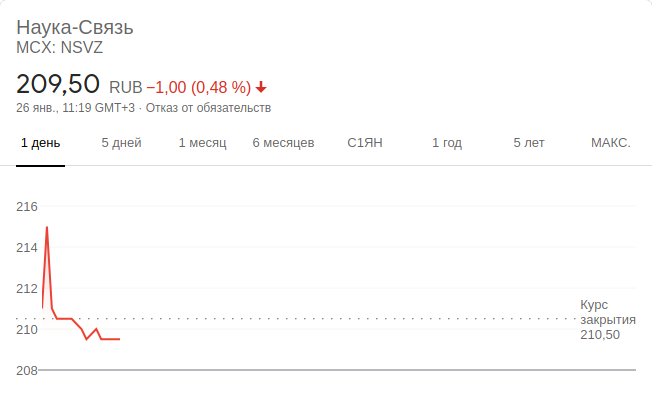 Наука-Связь
MCX: NSVZ
209,50 RUB −1,00 (0,48 %)
26 янв., 11:19 GMT+3 · Отказ от обязательств
1 день 5 дней 1 месяц 6 месяцев С1ЯН 1 год 5 лет МАКС.
216
214
212
210
208
Курс
закрытия
210,50